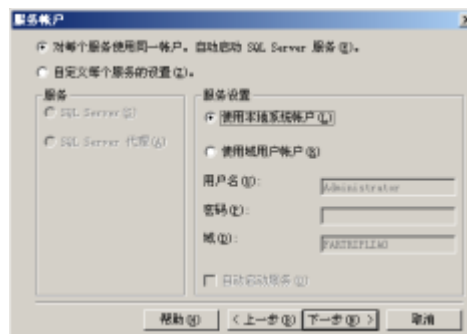 服务帐户
对每个服务使用同一帐户。自动启动 SQL Server 服务(E)。
自定义每个服务的设置(Z)。
服务
SQL Server(S)
SQL Server 代理(A)
服务设置
使用本地系统帐户(L)
使用域用户帐户(S)
用户名(U):
Administrator
密码(P):
域(D):
自动启动服务(U)
帮助(H)
<上一步(B)
下一步(N) >
取消